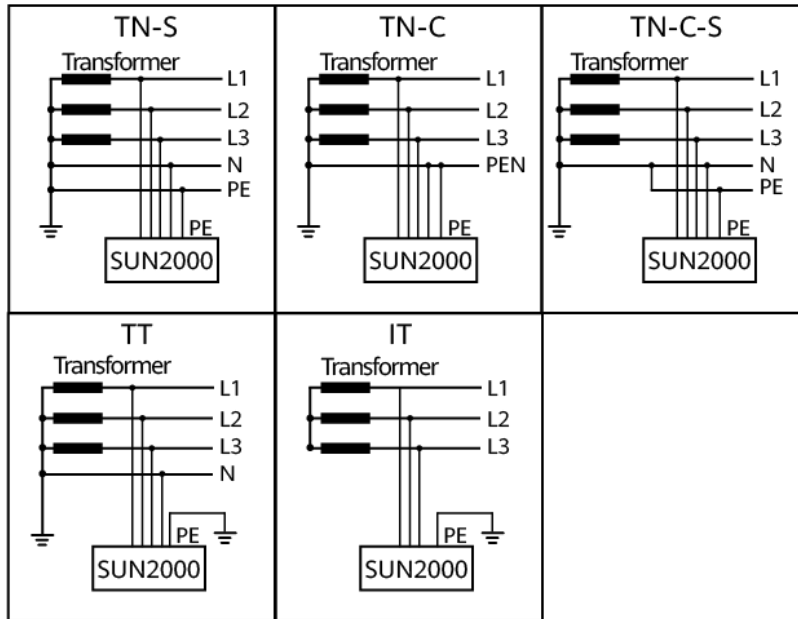 TN-S
Transformer
L1
L2
L3
N
PE
PE
SUN2000
TN-C
Transformer
L1
L2
L3
PEN
PE
SUN2000
TN-C-S
Transformer
L1
L2
L3
N
PE
PE
SUN2000
TT
Transformer
L1
L2
L3
N
PE
SUN2000
IT
Transformer
L1
L2
L3
PE
SUN2000